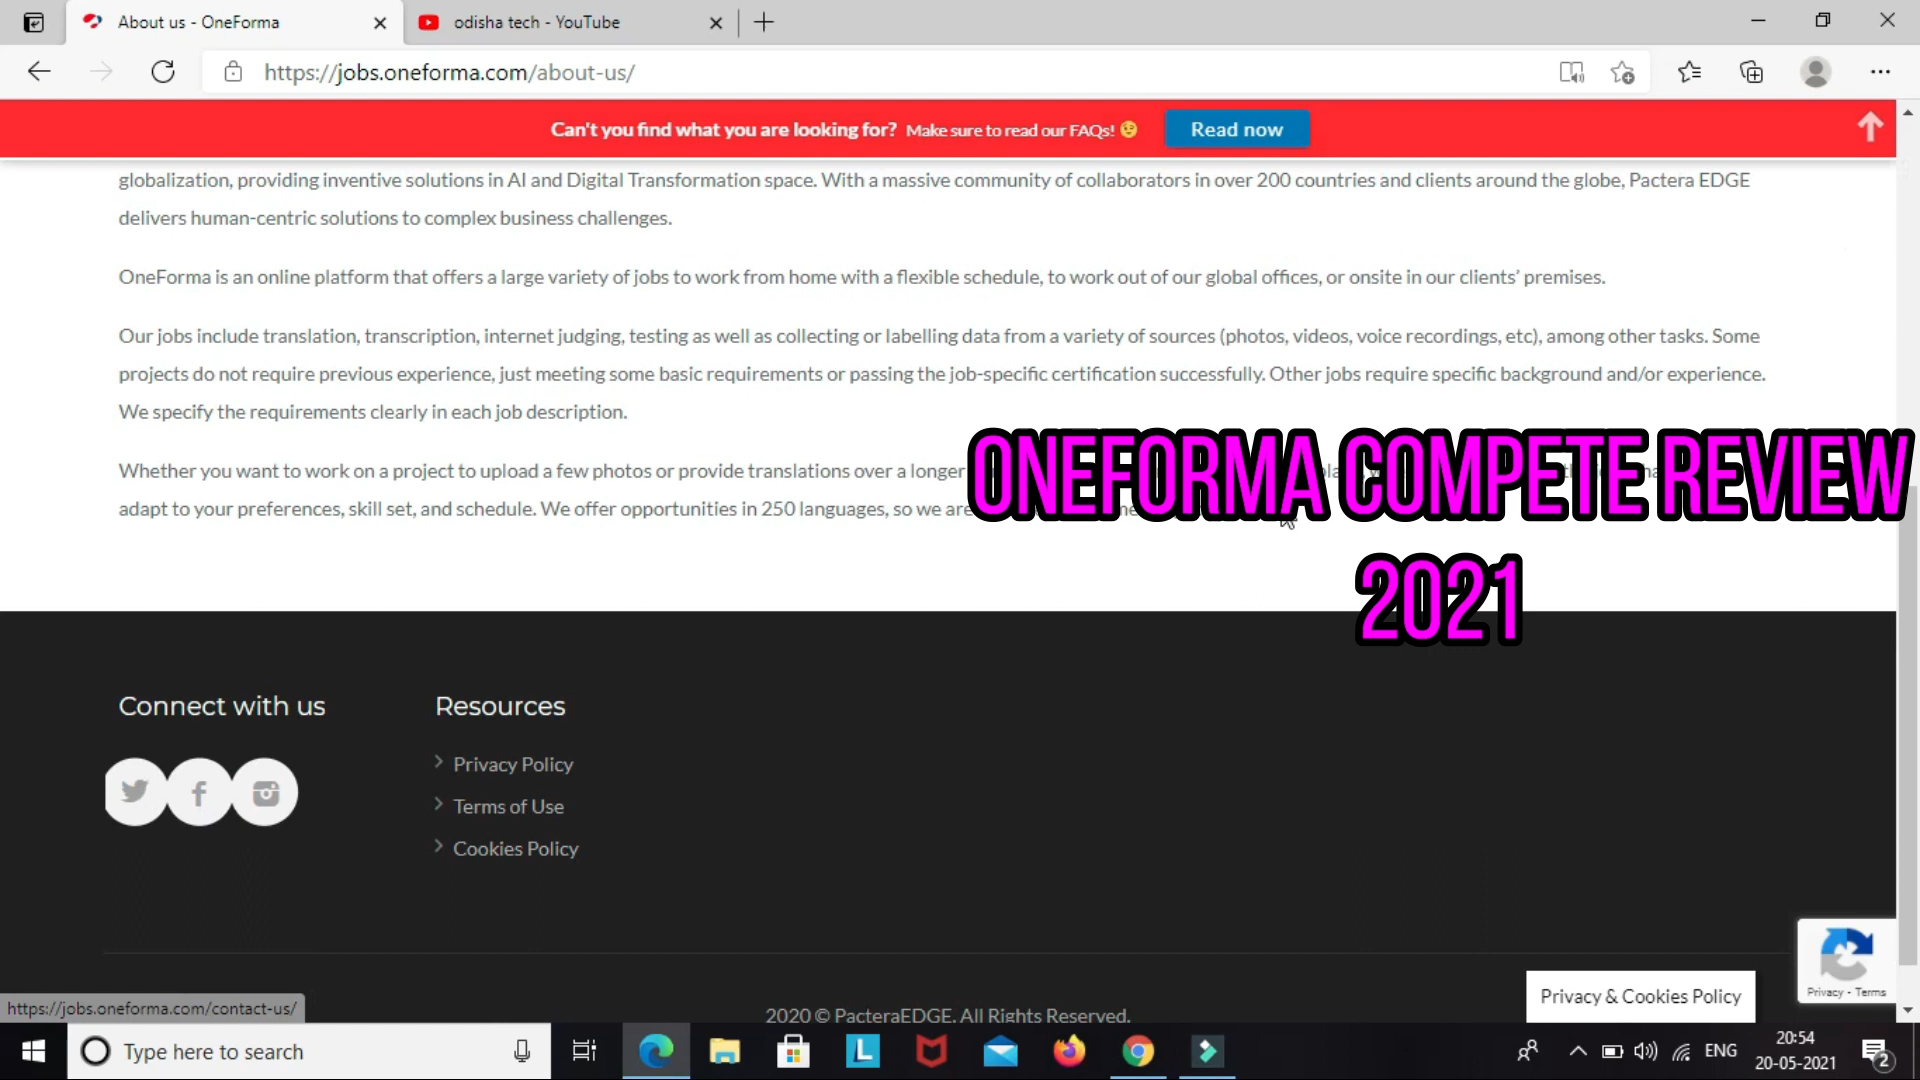 About us - OneForma
odisha tech - YouTube
https://jobs.oneforma.com/about-us/
Can't you find what you are looking for? Make sure to read our FAQs! 😉 Read now
globalization, providing inventive solutions in AI and Digital Transformation space. With a massive community of collaborators in over 200 countries and clients around the globe, Pactera EDGE
delivers human-centric solutions to complex business challenges.
OneForma is an online platform that offers a large variety of jobs to work from home with a flexible schedule, to work out of our global offices, or onsite in our clients’ premises.
Our jobs include translation, transcription, internet judging, testing as well as collecting or labelling data from a variety of sources (photos, videos, voice recordings, etc), among other tasks. Some
projects do not require previous experience, just meeting some basic requirements or passing the job-specific certification successfully. Other jobs require specific background and/or experience.
We specify the requirements clearly in each job description.
Whether you want to work on a project to upload a few photos or provide translations over a longer
adapt to your preferences, skill set, and schedule. We offer opportunities in 250 languages, so we are
ONEFORMA COMPETE REVIEW
2021
Connect with us
Resources
Privacy Policy
Terms of Use
Cookies Policy
Privacy - Terms
Privacy & Cookies Policy
https://jobs.oneforma.com/contact-us/
2020 © PacteraEDGE. All Rights Reserved.
Type here to search
ENG
20:54
20-05-2021
2